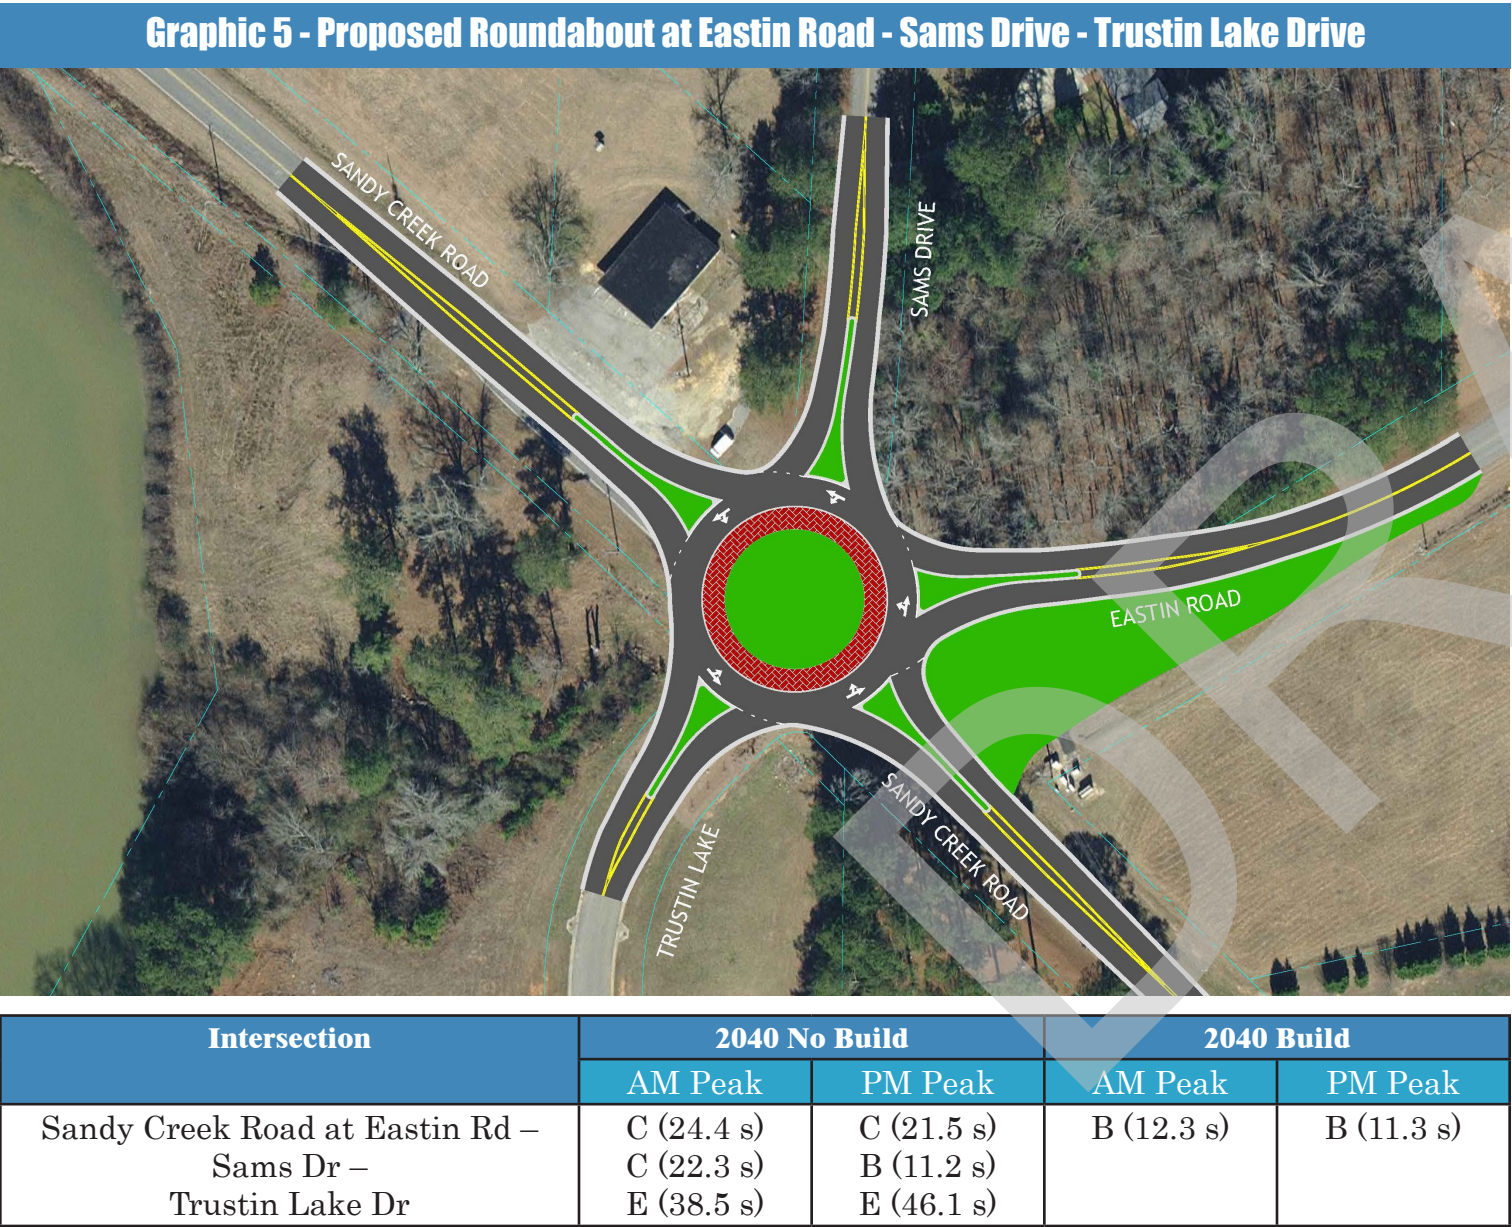 Graphic 5 - Proposed Roundabout at Eastin Road - Sams Drive - Trustin Lake Drive
SANDY CREEK ROAD
SAMS DRIVE
EASTIN ROAD
SANDY CREEK ROAD
TRUSTIN LAKE
Intersection 2040 No Build 2040 Build
AM Peak PM Peak AM Peak PM Peak
Sandy Creek Road at Eastin Rd – C (24.4 s) C (21.5 s) B (12.3 s) B (11.3 s)
Sams Dr – C (22.3 s) B (11.2 s)
Trustin Lake Dr E (38.5 s) E (46.1 s)